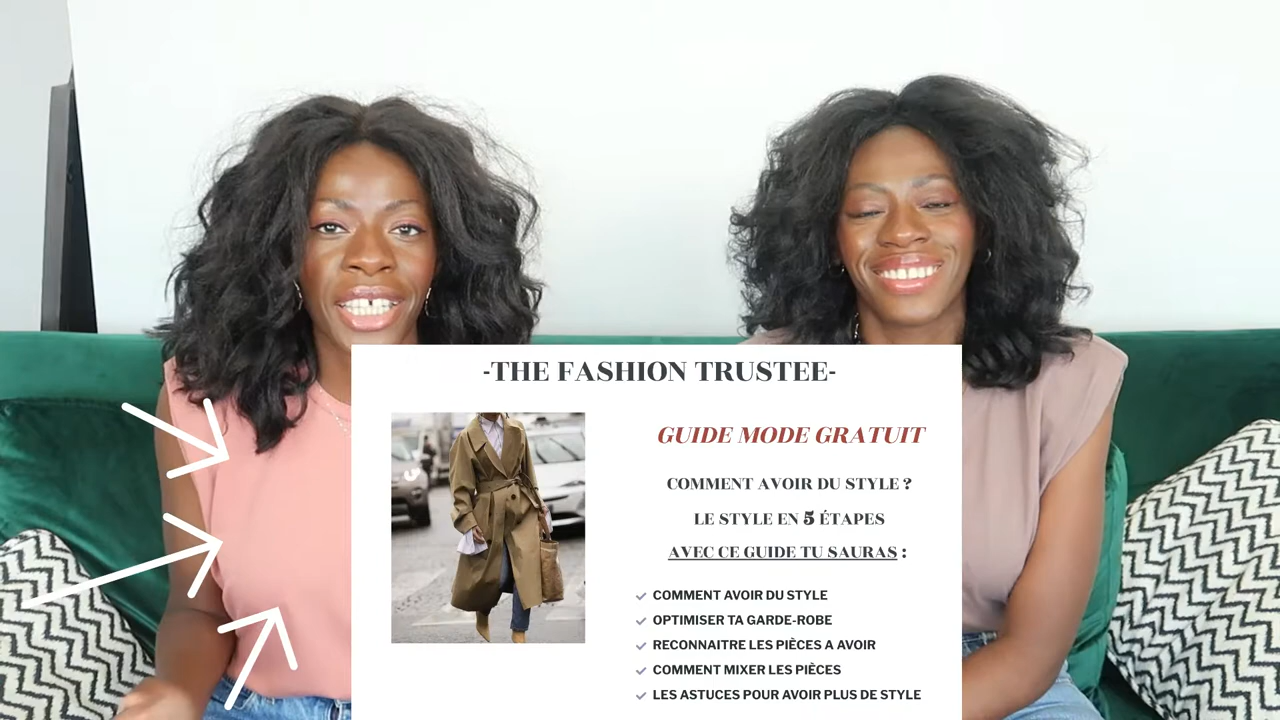 -THE FASHION TRUSTEE-
GUIDE MODE GRATUIT
COMMENT AVOIR DU STYLE ?
LE STYLE EN 5 ÉTAPES
AVEC CE GUIDE TU SAURAS :
COMMENT AVOIR DU STYLE
OPTIMISER TA GARDE-ROBE
RECONNAITRE LES PIÈCES A AVOIR
COMMENT MIXER LES PIÈCES
LES ASTUCES POUR AVOIR PLUS DE STYLE